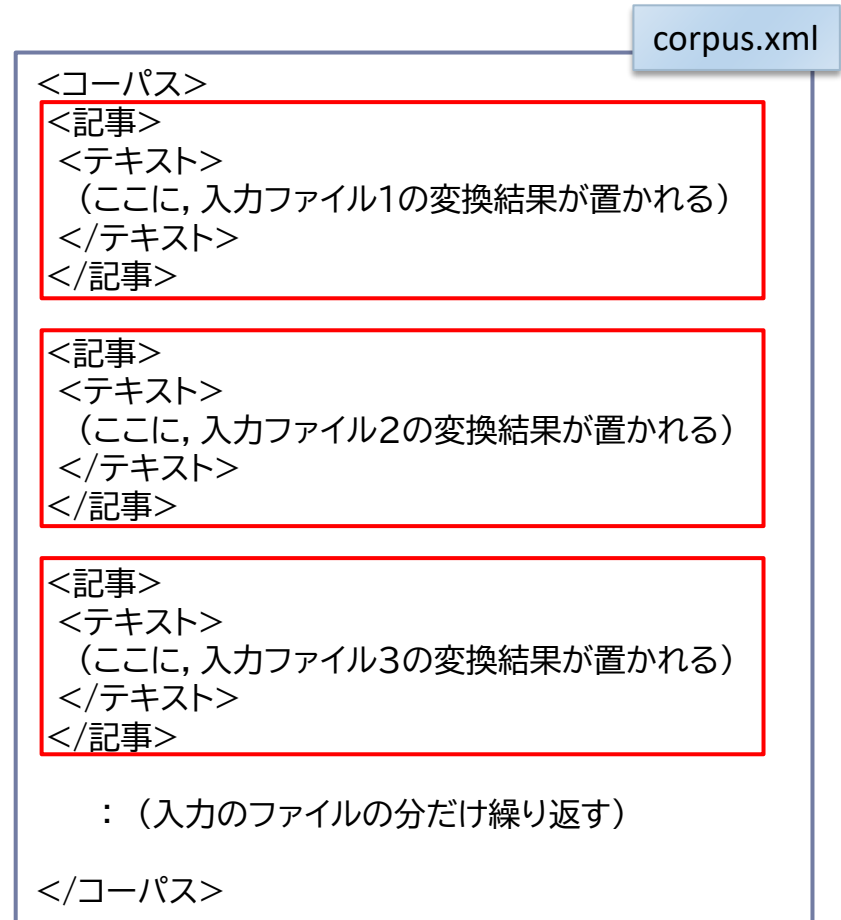 corpus.xml
<コーパス>
<記事>
<テキスト>
（ここに，入力ファイル1の変換結果が置かれる）
</テキスト>
</記事>
<記事>
<テキスト>
（ここに，入力ファイル2の変換結果が置かれる）
</テキスト>
</記事>
<記事>
<テキスト>
（ここに，入力ファイル3の変換結果が置かれる）
</テキスト>
</記事>
：（入力のファイルの分だけ繰り返す）
</コーパス>